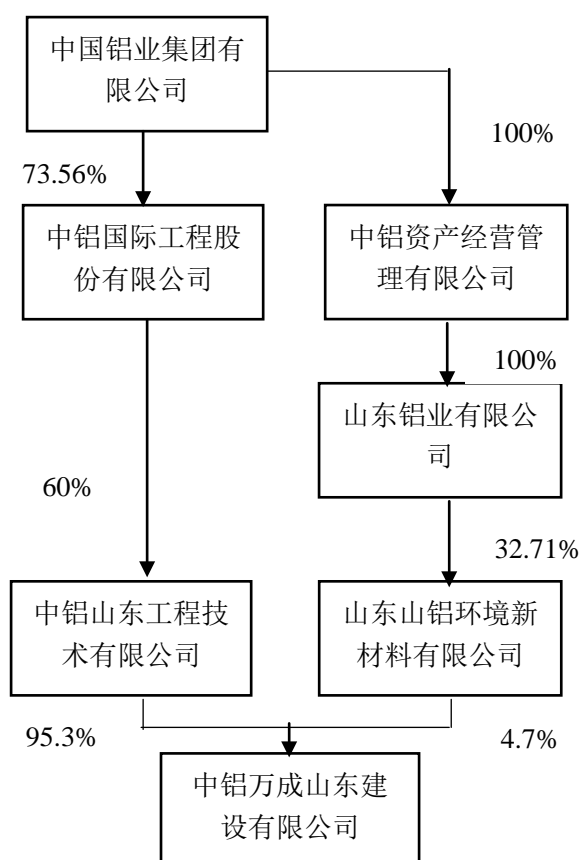 中国铝业集团有
限公司
73.56%
100%
中铝国际工程股
份有限公司
中铝资产经营管
理有限公司
100%
山东铝业有限公
司
60%
32.71%
中铝山东工程技
术有限公司
山东山铝环境新
材料有限公司
95.3%
4.7%
中铝万成山东建
设有限公司